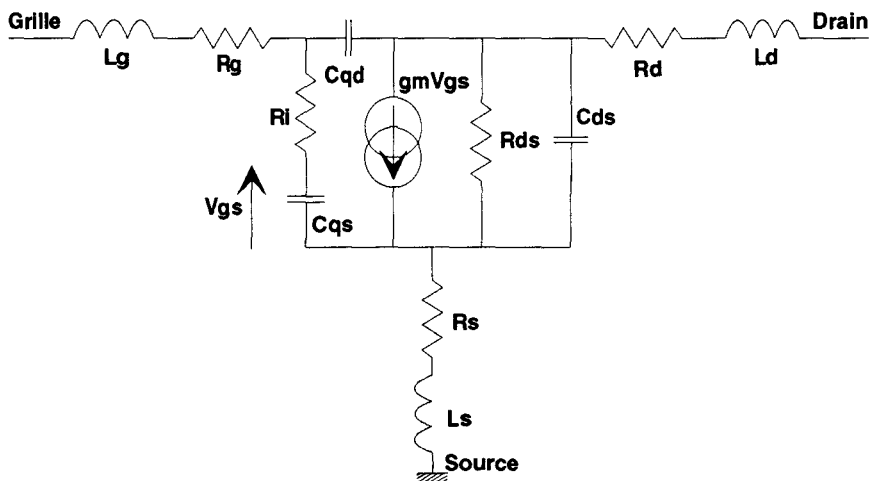 Grille
Drain
Lg
Rg
Cqd
gmVgs
Rd
Ld
Ri
Rds
Cds
Vgs
Cqs
Rs
Ls
Source